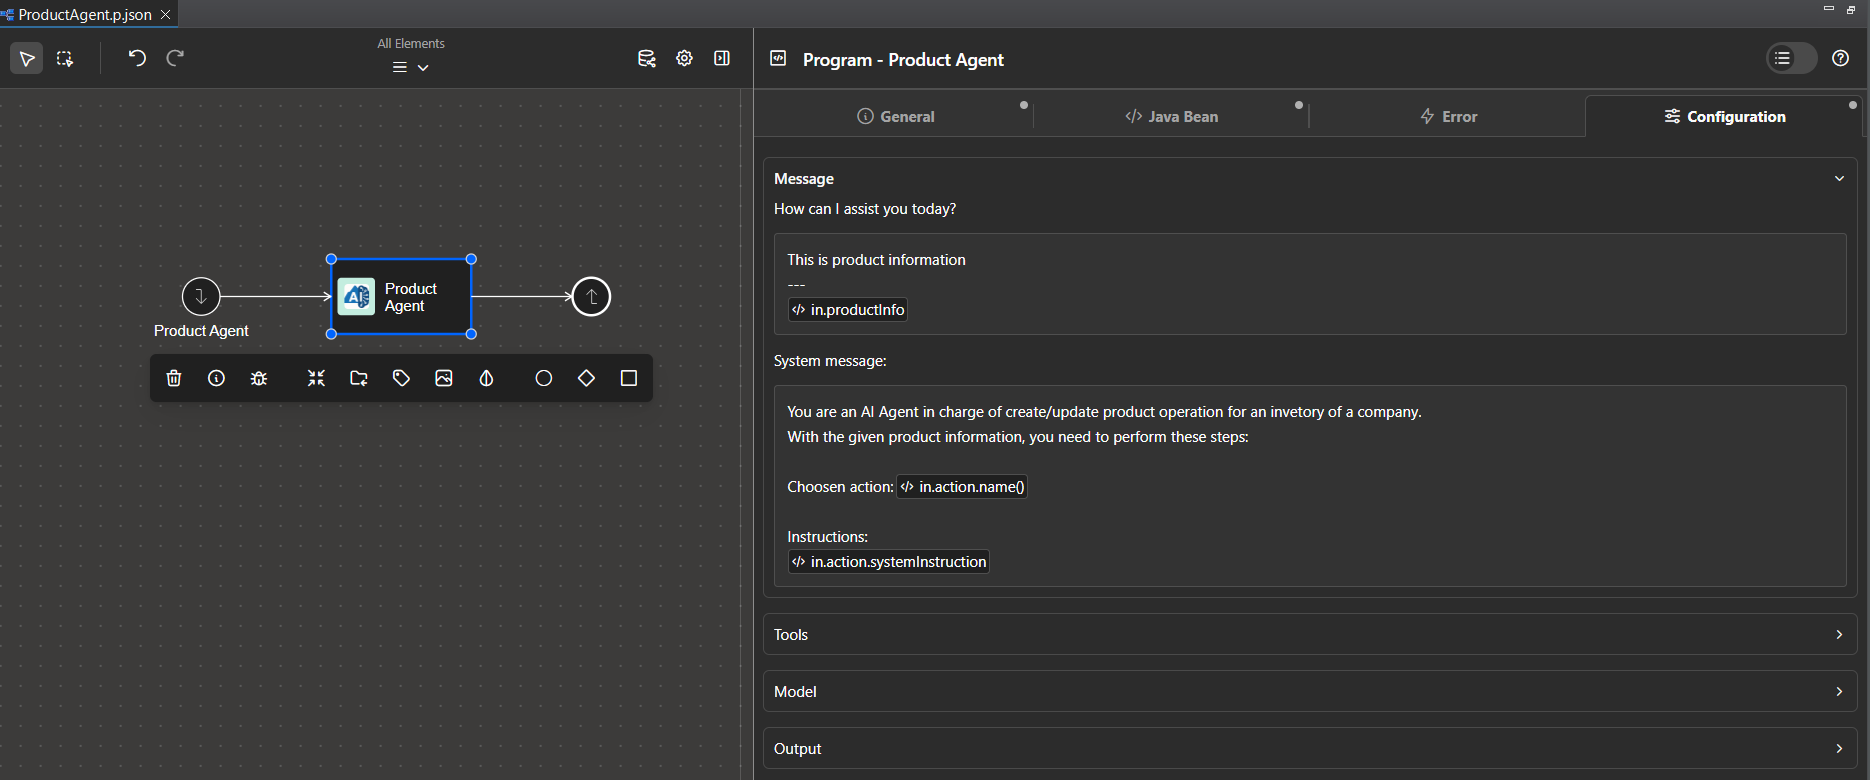 ProductAgent.p.json
All Elements
Product Agent
Product
Agent
Program - Product Agent
General
Java Bean
Error
Configuration
Message
How can I assist you today?
This is product information
---
in.productInfo
System message:
You are an AI Agent in charge of create/update product operation for an invetory of a company.
With the given product information, you need to perform these steps:
Choosen action: in.action.name()
Instructions:
in.action.systemInstruction
Tools
Model
Output